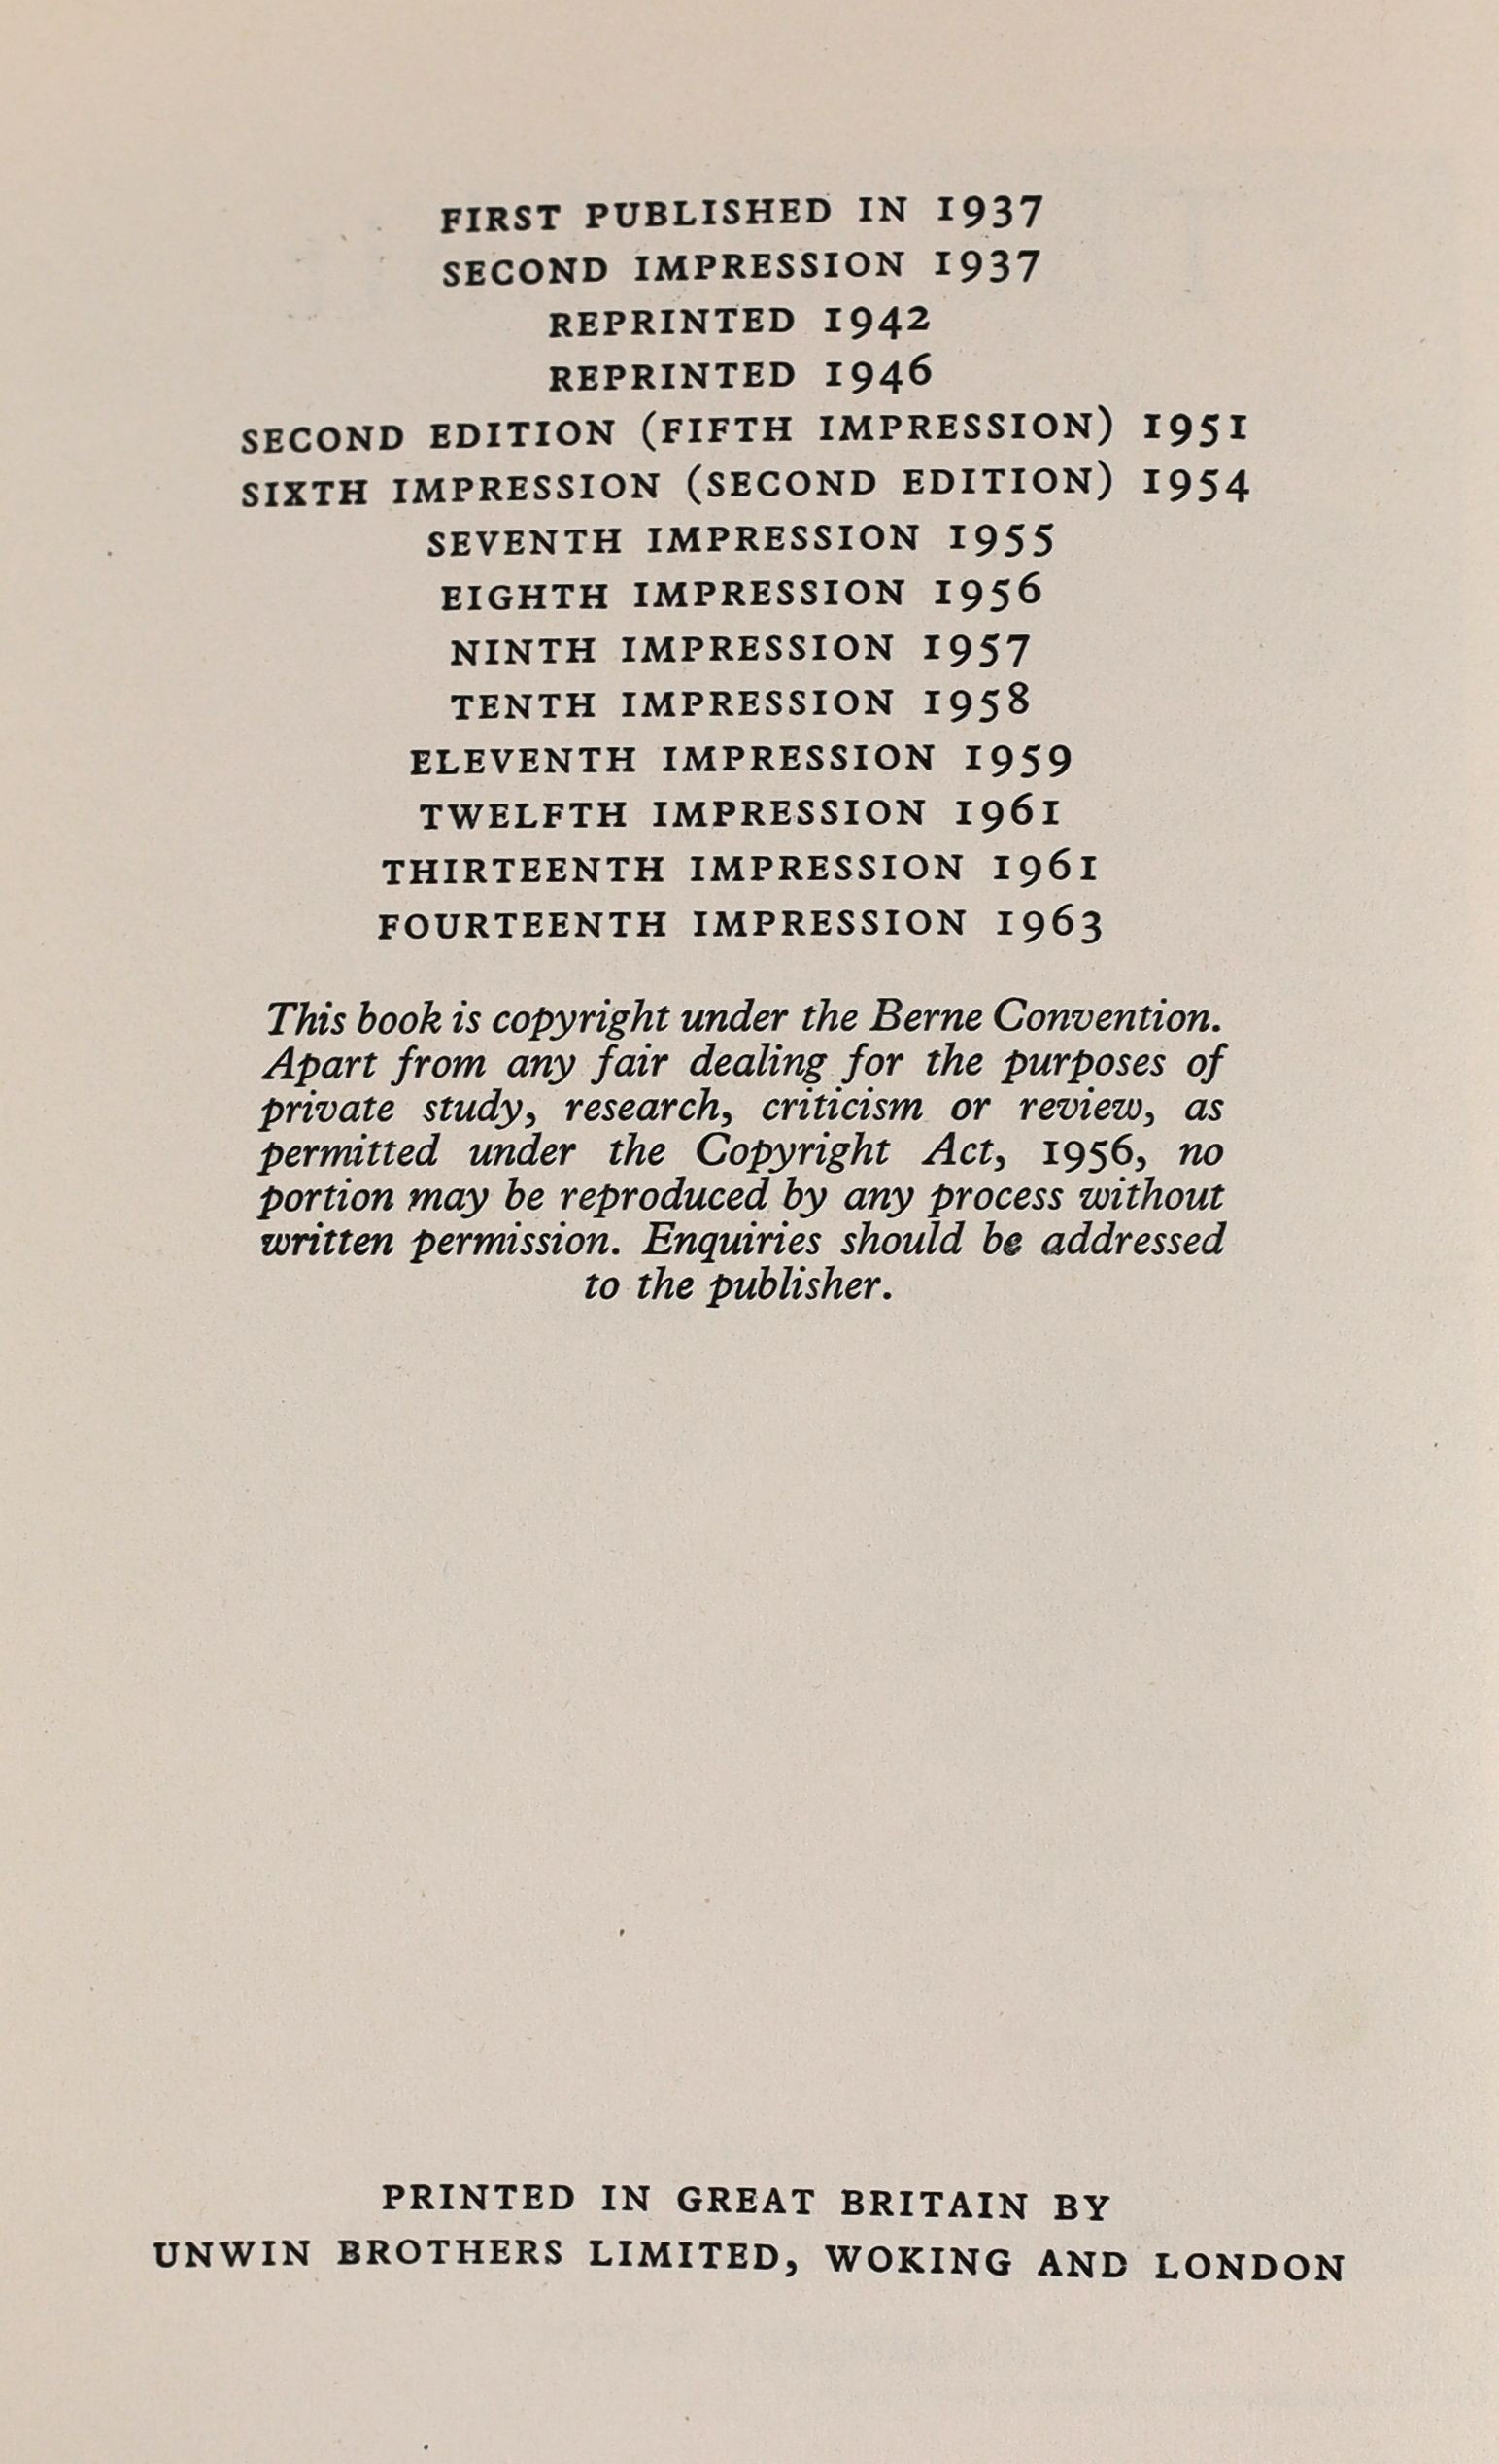 FIRST PUBLISHED IN 1937
SECOND IMPRESSION 1937
REPRINTED 1942
REPRINTED 1946
SECOND EDITION (FIFTH IMPRESSION) 1951
SIXTH IMPRESSION (SECOND EDITION) 1954
SEVENTH IMPRESSION 1955
EIGHTH IMPRESSION 1956
NINTH IMPRESSION 1957
TENTH IMPRESSION 1958
ELEVENTH IMPRESSION 1959
TWELFTH IMPRESSION 1961
THIRTEENTH IMPRESSION 1961
FOURTEENTH IMPRESSION 1963
This book is copyright under the Berne Convention.
Apart from any fair dealing for the purposes of
private study, research, criticism or review, as
permitted under the Copyright Act, 1956, no
portion may be reproduced by any process without
written permission. Enquiries should be addressed
to the publisher.
PRINTED IN GREAT BRITAIN BY
UNWIN BROTHERS LIMITED, WOKING AND LONDON